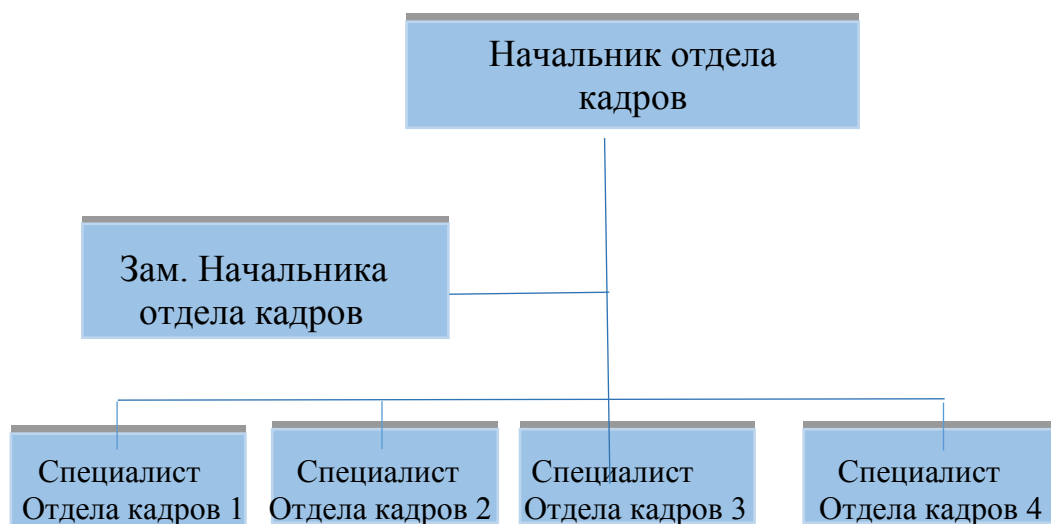 Начальник отдела
кадров
Зам. Начальника
отдела кадров
Специалист
Отдела кадров 1
Специалист
Отдела кадров 2
Специалист
Отдела кадров 3
Специалист
Отдела кадров 4